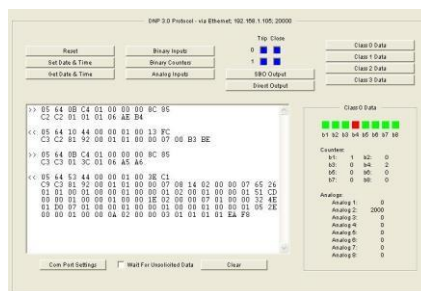 DNP 3.0 Protocol - via Ethernet; 192.168.1.195; 20000
Trip Close
Reset
Binary Inputs
0
Class 0 Data
Set Date & Time
Binary Counters
1
Class 1 Data
Get Date & Time
Analog Inputs
SBO Output
Class 2 Data
Direct Output
Class 3 Data
>> 05 64 0B C4 01 00 00 00 8C 85
C2 C2 01 01 01 06 AE B4
<< 05 64 10 44 08 00 01 00 13 FC
C3 C2 81 92 00 01 01 00 00 07 00 B3 BE
>> 05 64 0B C4 01 00 00 00 8C 85
C3 C3 01 3C 01 06 A5 A6
<< 05 64 53 44 00 00 01 00 3E C1
C9 C3 81 92 00 01 01 00 00 07 08 14 02 00 00 07 65 26
01 01 00 01 00 00 01 00 00 01 02 00 01 00 00 01 51 CD
00 00 01 00 01 00 00 01 1E 02 00 00 07 01 00 00 32 4E
01 D0 07 01 00 00 01 00 00 01 00 00 01 00 00 01 05 2E
00 00 01 00 00 0A 02 00 00 03 01 01 01 01 EA F8
Class 0 Data
b1 b2 b3 b4 b5 b6 b7 b8
Counters:
b1: 1 b2: 0
b3: 0 b4: 2
b7: 0 b8: 0
Analogs:
Analog 1: 0
Analog 2: 2000
Analog 3: 0
Analog 4: 0
Analog 5: 0
Analog 6: 0
Analog 7: 0
Analog 8: 0
Com Port Settings
Wait For Unsolicited Data
Clear